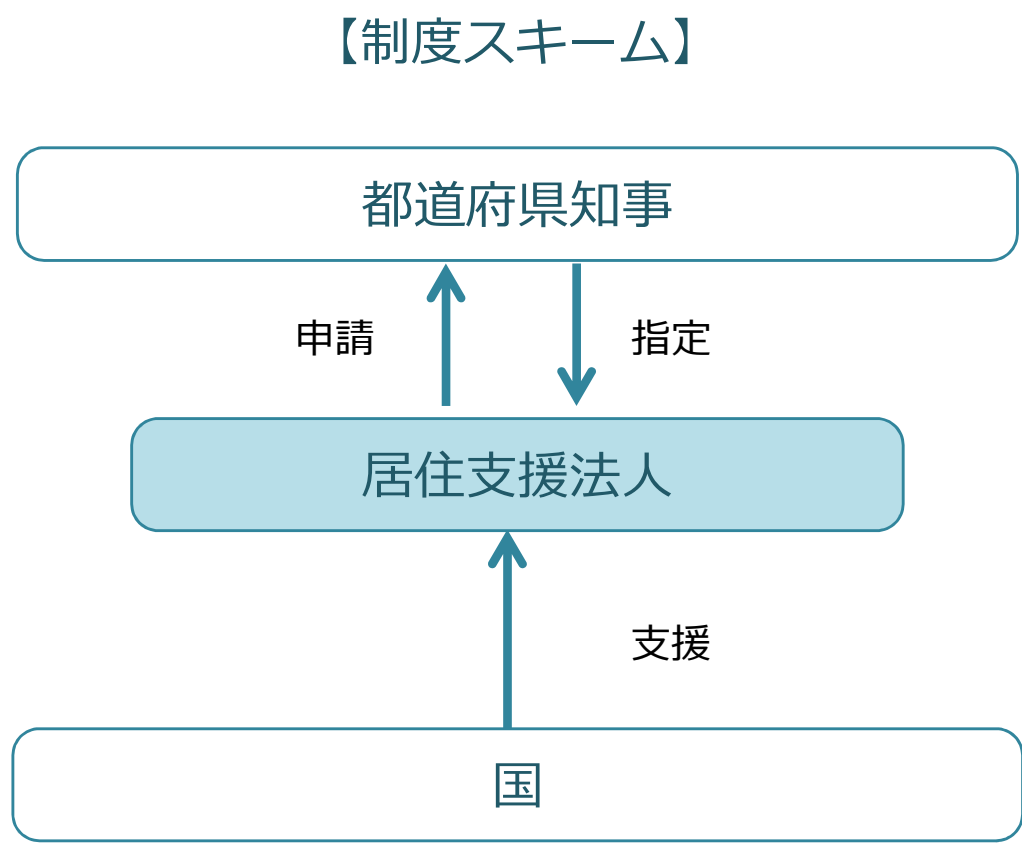 【制度スキーム】
都道府県知事
申請
指定
居住支援法人
支援
国